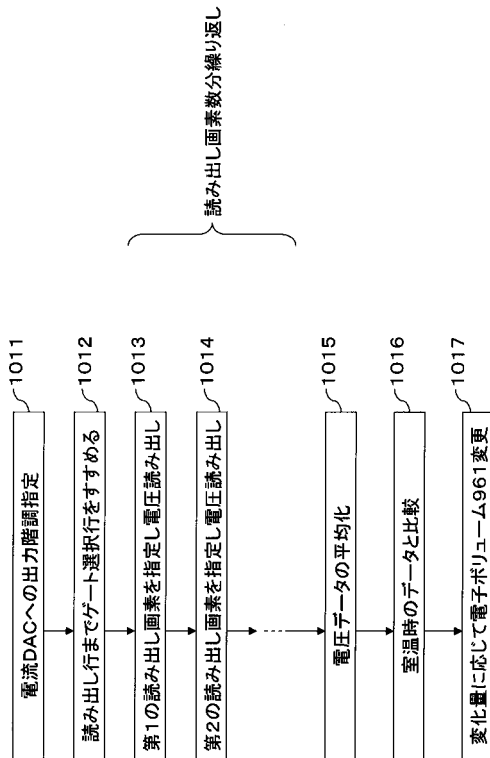 電流DACへの出力階調指定
1011
読み出し行までゲート選択行をすすめる
1012
第1の読み出し画素を指定し電圧読み出し
1013
第2の読み出し画素を指定し電圧読み出し
1014
読み出し画素数分繰り返し
電圧データの平均化
1015
室温時のデータと比較
1016
変化量に応じて電子ボリューム961変更
1017